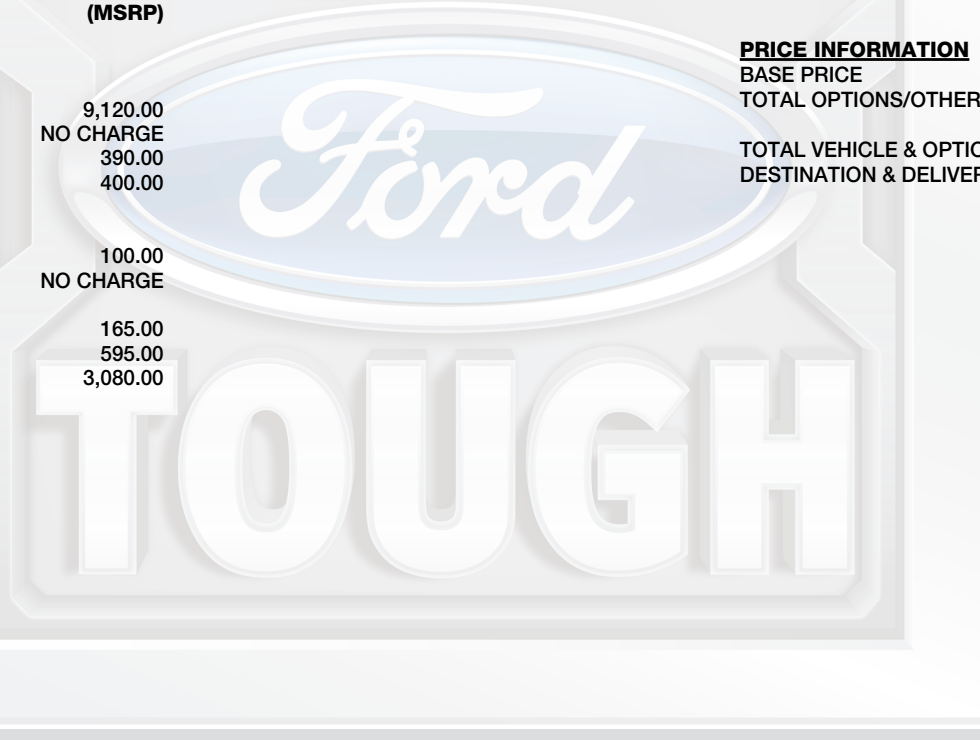 (MSRP)
9,120.00
NO CHARGE
390.00
400.00
100.00
NO CHARGE
165.00
595.00
3,080.00
PRICE INFORMATION
BASE PRICE
TOTAL OPTIONS/OTHER
TOTAL VEHICLE & OPTIO
DESTINATION & DELIVER
Ford
TOUGH